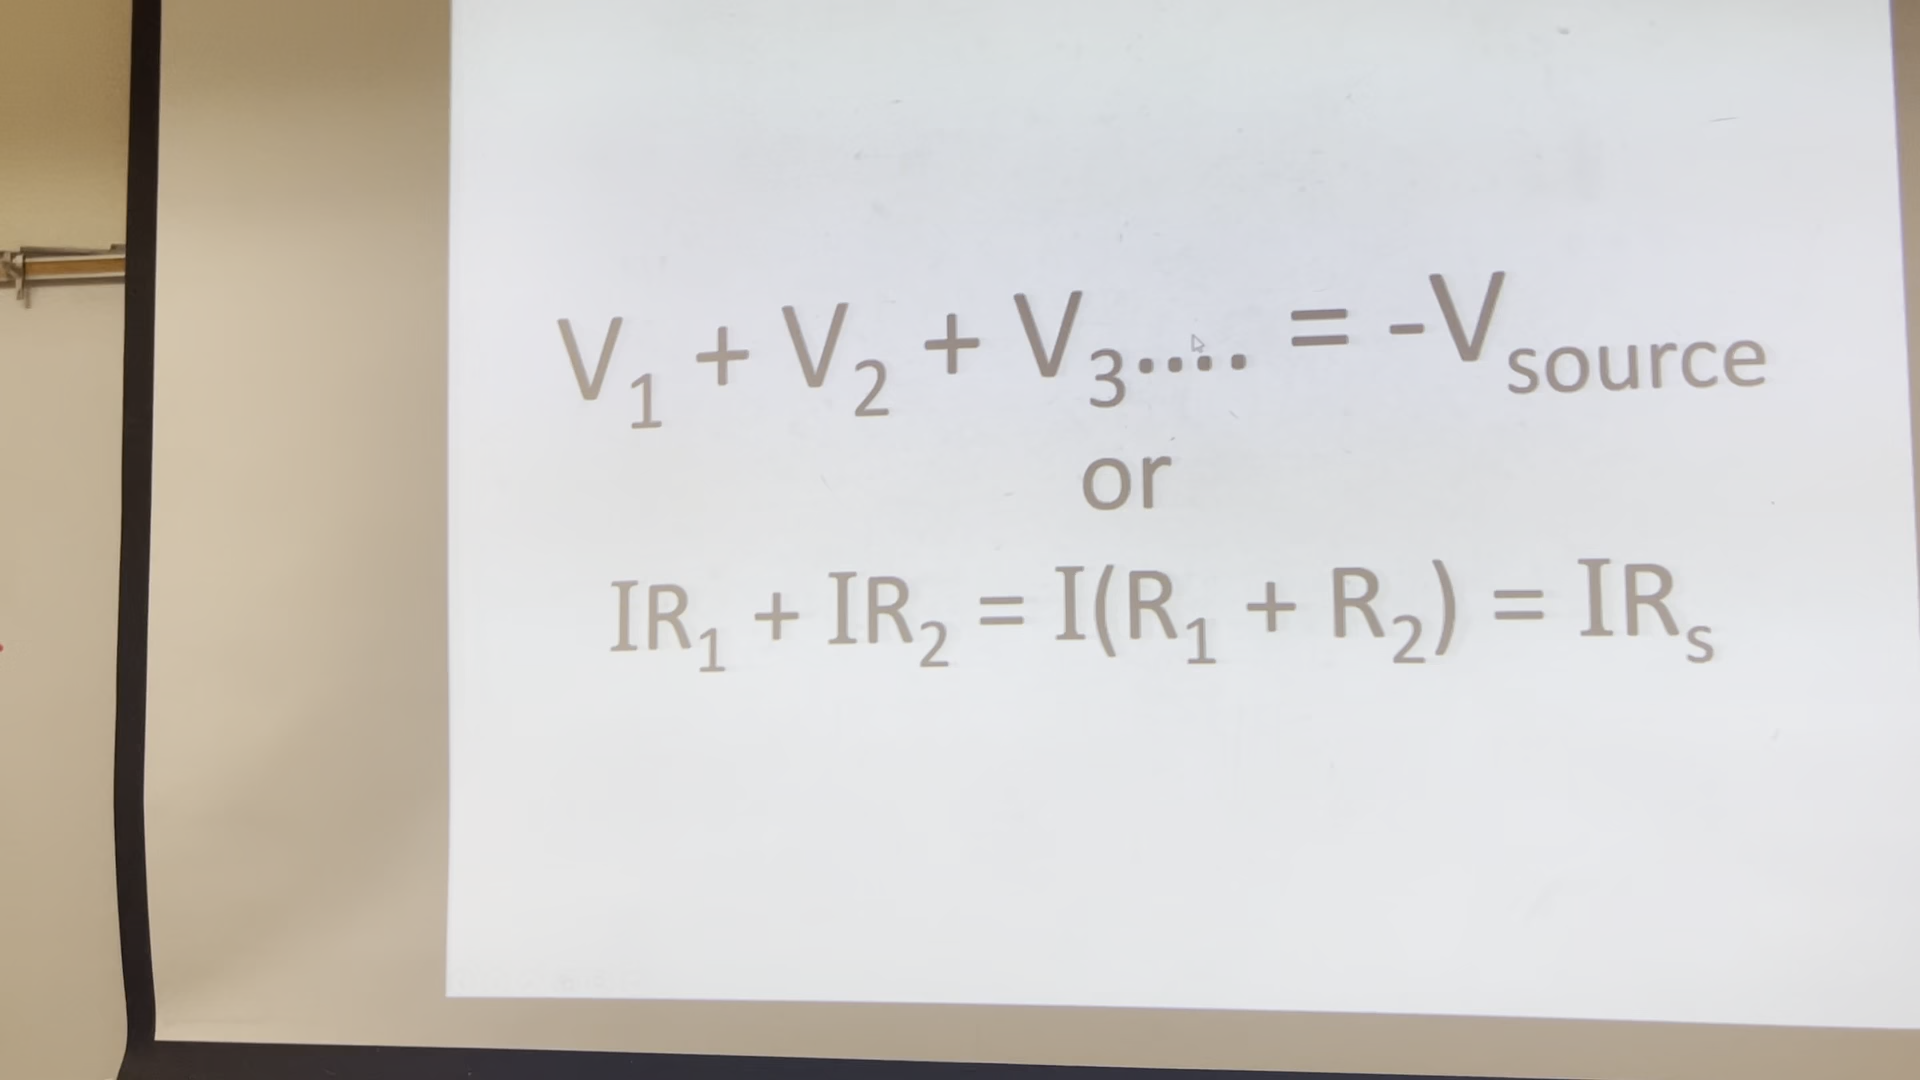 V₁ + V₂ + V₃.... = -Vsource
or
IR₁ + IR₂ = I(R₁ + R₂) = IRₛ